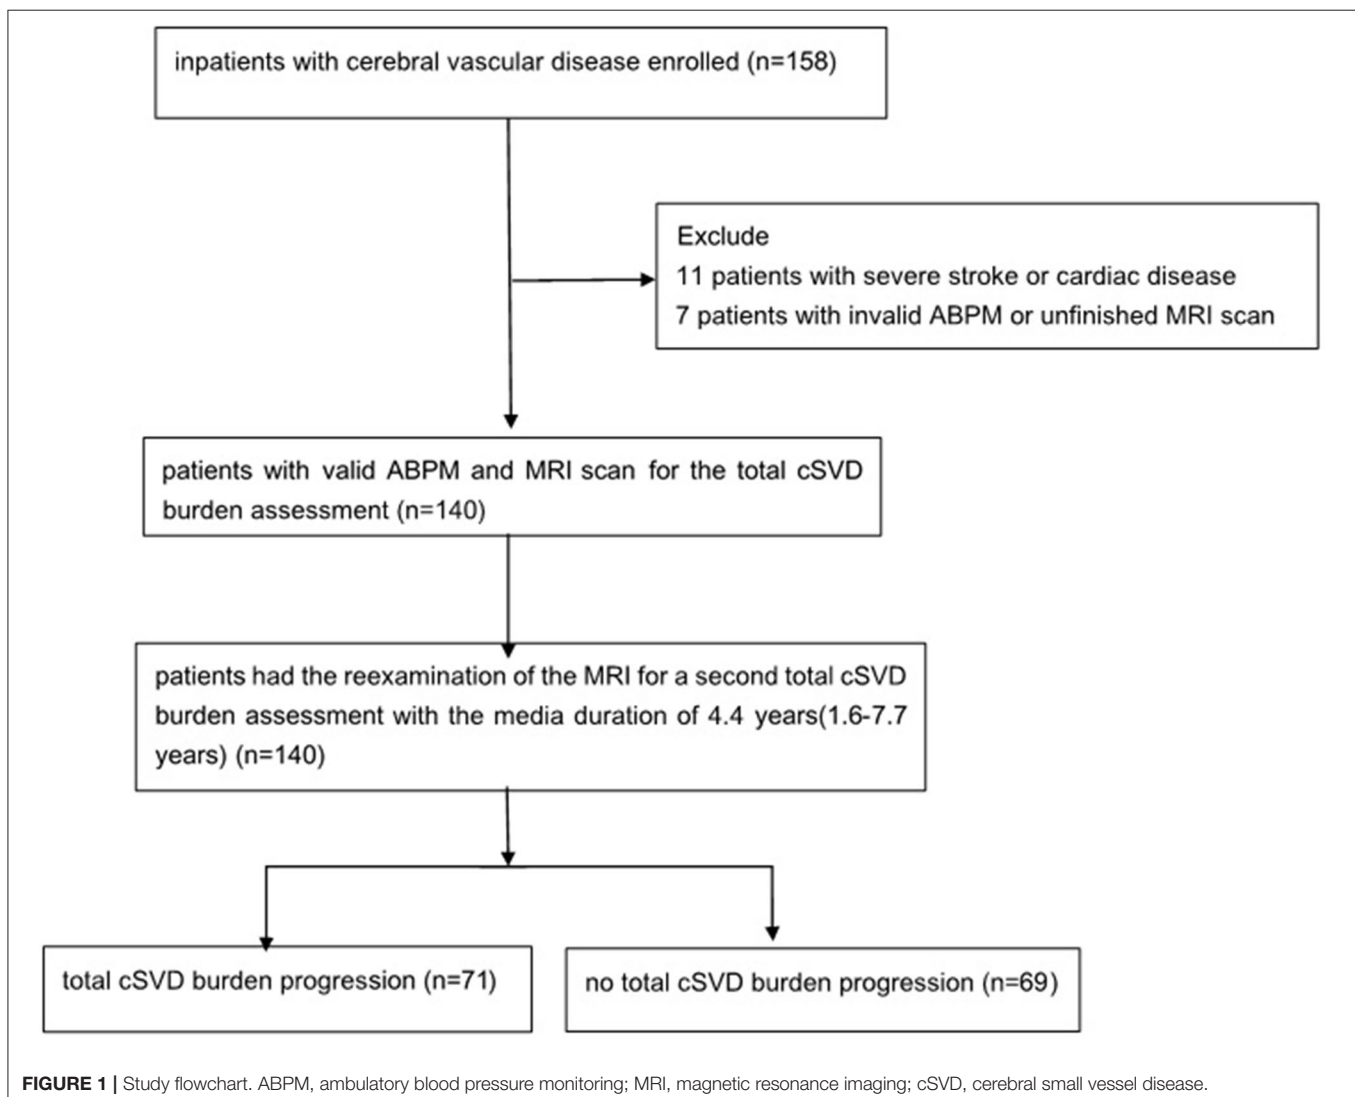 inpatients with cerebral vascular disease enrolled (n=158)
Exclude
11 patients with severe stroke or cardiac disease
7 patients with invalid ABPM or unfinished MRI scan
patients with valid ABPM and MRI scan for the total cSVD
burden assessment (n=140)
patients had the reexamination of the MRI for a second total cSVD
burden assessment with the media duration of 4.4 years(1.6-7.7
years) (n=140)
total cSVD burden progression (n=71)
no total cSVD burden progression (n=69)
FIGURE 1 | Study flowchart. ABPM, ambulatory blood pressure monitoring; MRI, magnetic resonance imaging; cSVD, cerebral small vessel disease.